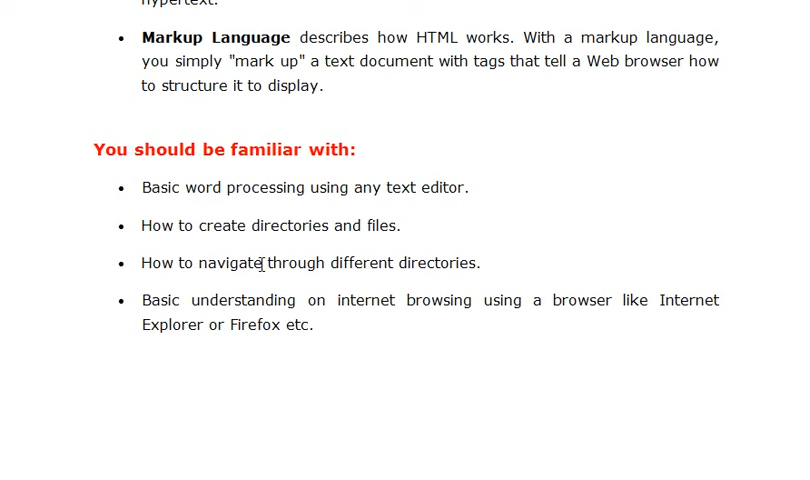 hypertext.
Markup Language describes how HTML works. With a markup language,
you simply "mark up" a text document with tags that tell a Web browser how
to structure it to display.
You should be familiar with:
Basic word processing using any text editor.
How to create directories and files.
How to navigate through different directories.
Basic understanding on internet browsing using a browser like Internet
Explorer or Firefox etc.